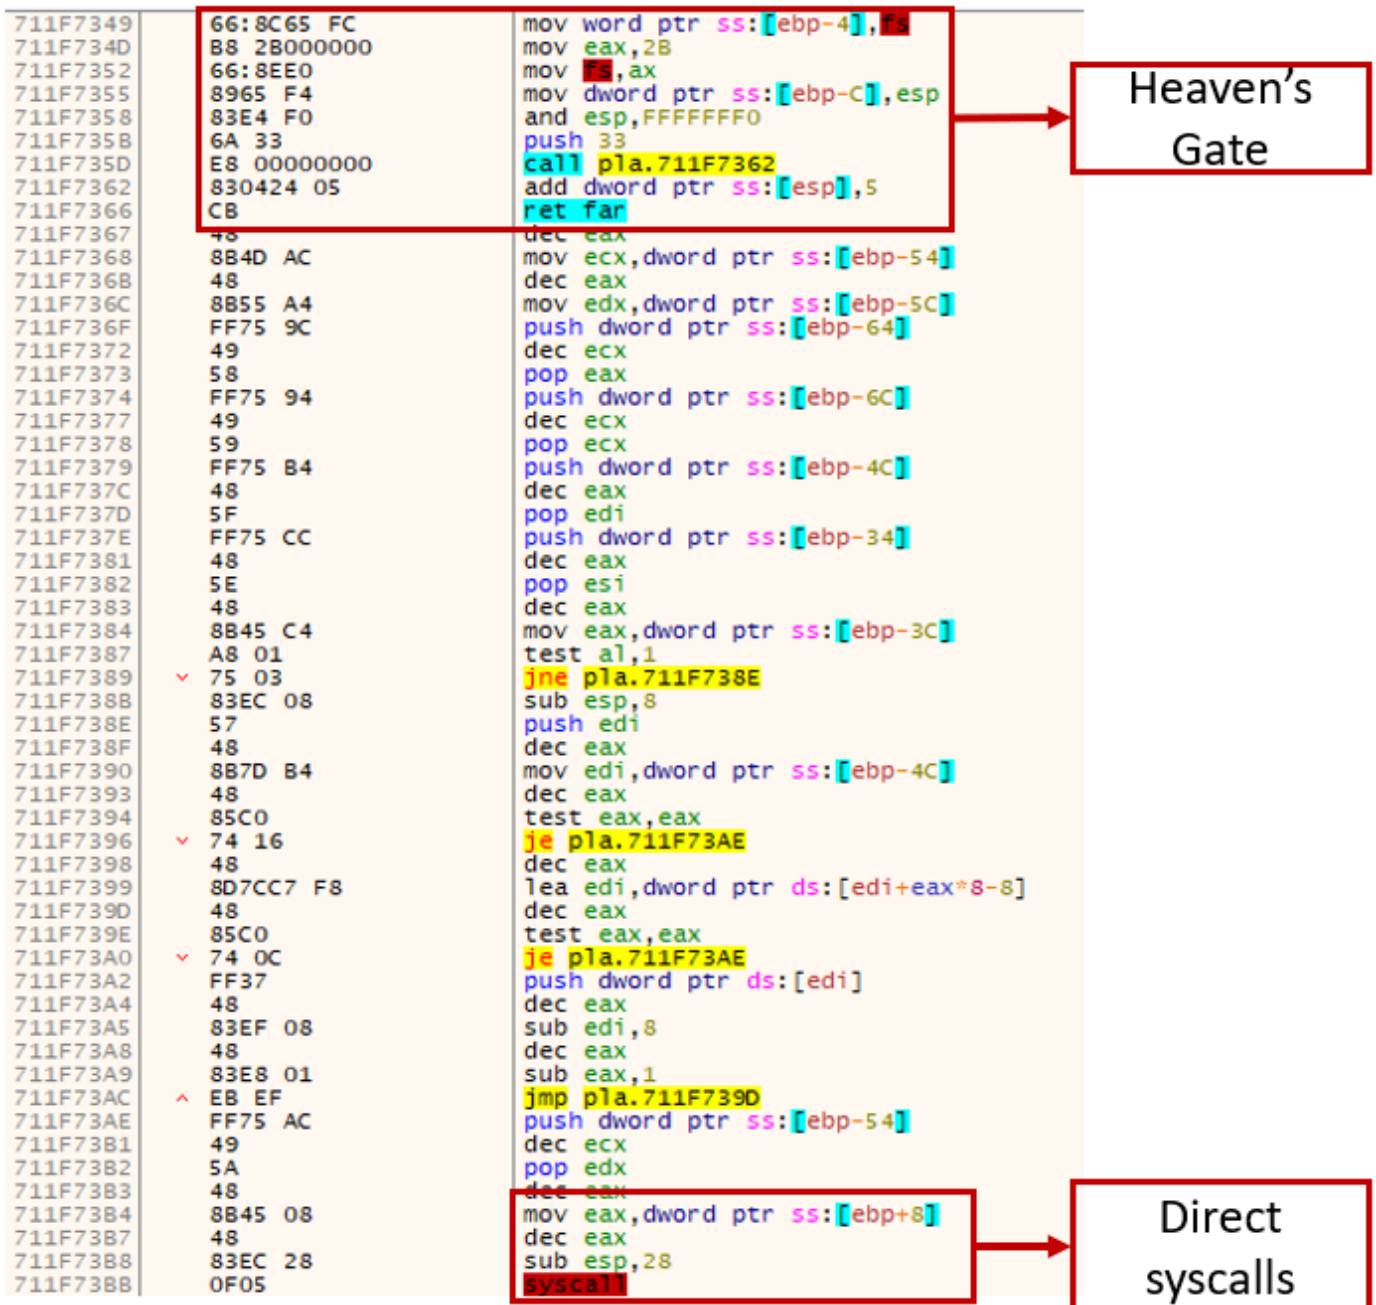 711F7349 66:8C65 FC mov word ptr ss:[ebp-4],fs
711F734D B8 2B000000 mov eax,2B
711F7352 66:8EE0 mov fs,ax
711F7355 8965 F4 mov dword ptr ss:[ebp-C],esp
711F7358 83E4 F0 and esp,FFFFFFF0
711F735B 6A 33 push 33
711F735D E8 00000000 call pla.711F7362
711F7362 830424 05 add dword ptr ss:[esp],5
711F7366 CB ret far
Heaven's
Gate
711F7367 48 dec eax
711F7368 8B4D AC mov ecx,dword ptr ss:[ebp-54]
711F736B 48 dec eax
711F736C 8B55 A4 mov edx,dword ptr ss:[ebp-5C]
711F736F FF75 9C push dword ptr ss:[ebp-64]
711F7372 49 dec ecx
711F7373 58 pop eax
711F7374 FF75 94 push dword ptr ss:[ebp-6C]
711F7377 49 dec ecx
711F7378 59 pop ecx
711F7379 FF75 B4 push dword ptr ss:[ebp-4C]
711F737C 48 dec eax
711F737D 5F pop edi
711F737E FF75 CC push dword ptr ss:[ebp-34]
711F7381 48 dec eax
711F7382 5E pop esi
711F7383 48 dec eax
711F7384 8B45 C4 mov eax,dword ptr ss:[ebp-3C]
711F7387 A8 01 test al,1
711F7389 75 03 jne pla.711F738E
711F738B 83EC 08 sub esp,8
711F738E 57 push edi
711F738F 48 dec eax
711F7390 8B7D B4 mov edi,dword ptr ss:[ebp-4C]
711F7393 48 dec eax
711F7394 85C0 test eax,eax
711F7396 74 16 je pla.711F73AE
711F7398 48 dec eax
711F7399 8D7CC7 F8 lea edi,dword ptr ds:[edi+eax*8-8]
711F739D 48 dec eax
711F739E 85C0 test eax,eax
711F73A0 74 0C je pla.711F73AE
711F73A2 FF37 push dword ptr ds:[edi]
711F73A4 48 dec eax
711F73A5 83EF 08 sub edi,8
711F73A8 48 dec eax
711F73A9 83E8 01 sub eax,1
711F73AC EB EF jmp pla.711F739D
711F73AE FF75 AC push dword ptr ss:[ebp-54]
711F73B1 49 dec ecx
711F73B2 5A pop edx
711F73B3 48 dec eax
711F73B4 8B45 08 mov eax,dword ptr ss:[ebp+8]
711F73B7 48 dec eax
711F73B8 83EC 28 sub esp,28
711F73BB 0F05 syscall
Direct
syscalls